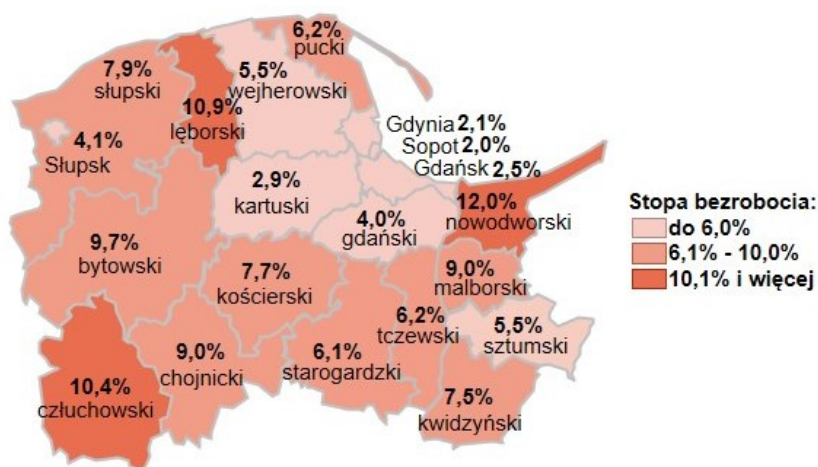 6,2%
pucki
7,9%
słupski
5,5%
wejherowski
10,9%
lęborski
4,1%
Słupsk
Gdynia 2,1%
Sopot 2,0%
Gdańsk 2,5%
2,9%
kartuski
4,0%
gdański
12,0%
nowodworski
9,7%
bytowski
7,7%
kościerski
9,0%
malborski
6,2%
tczewski
5,5%
sztumski
9,0%
chojnicki
6,1%
starogardzki
10,4%
człuchowski
7,5%
kwidzyński
Stopa bezrobocia:
do 6,0%
6,1% - 10,0%
10,1% i więcej